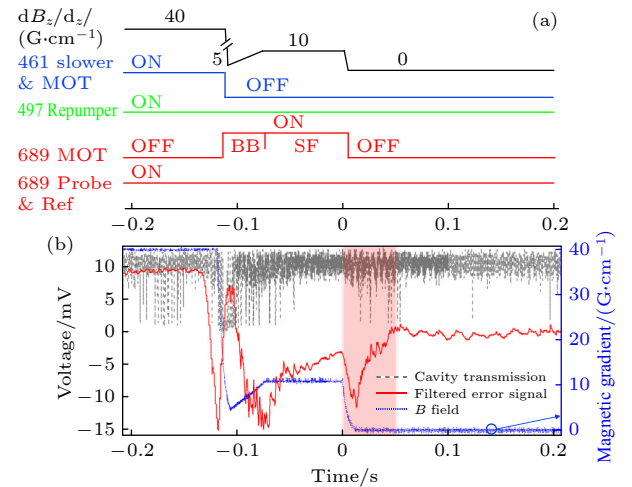 dB_z/d_z/
(G·cm⁻¹)
40
(a)
5
10
0
461 slower
& MOT
ON
OFF
497 Repumper
ON
ON
689 MOT
OFF
BB
SF
OFF
689 Probe
& Ref
ON
−0.2
−0.1
0
0.1
0.2
(b)
Voltage/mV
10
5
0
−5
−10
−15
40
30
20
10
0
Magnetic gradient/(G·cm⁻¹)
Cavity transmission
Filtered error signal
B field
−0.2
−0.1
0
0.1
0.2
Time/s